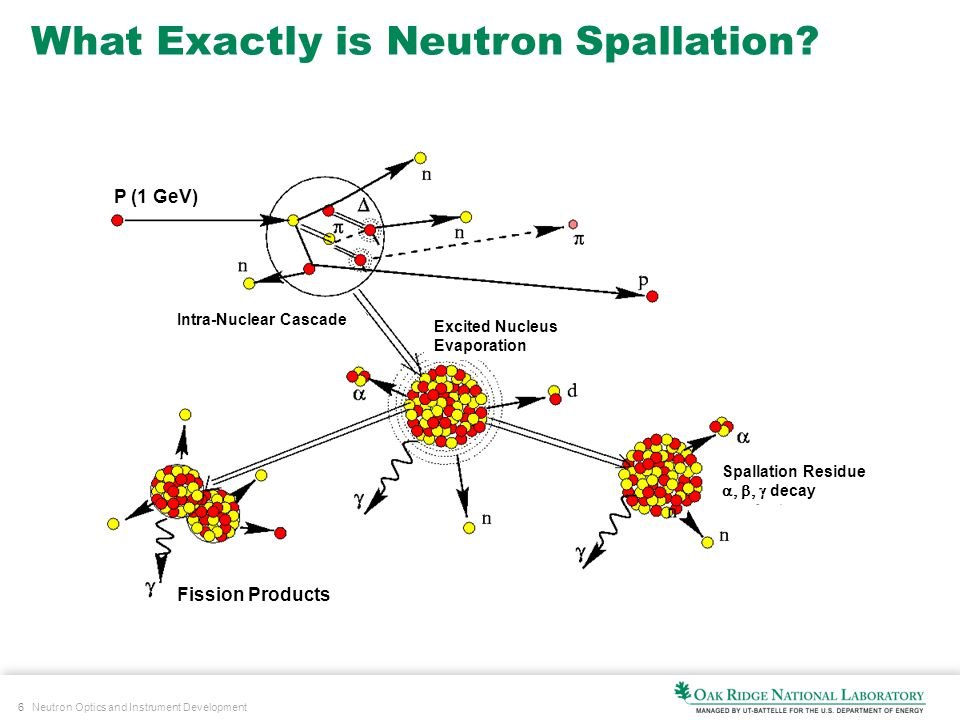 What Exactly is Neutron Spallation?
n
P (1 GeV)
Δ
π
n
π
n
p
Intra-Nuclear Cascade
Excited Nucleus
Evaporation
α
d
α
Spallation Residue
α, β, γ decay
γ
n
n
n
γ
γ
Fission Products
6 Neutron Optics and Instrument Development
OAK RIDGE NATIONAL LABORATORY
MANAGED BY UT-BATTELLE FOR THE U.S. DEPARTMENT OF ENERGY